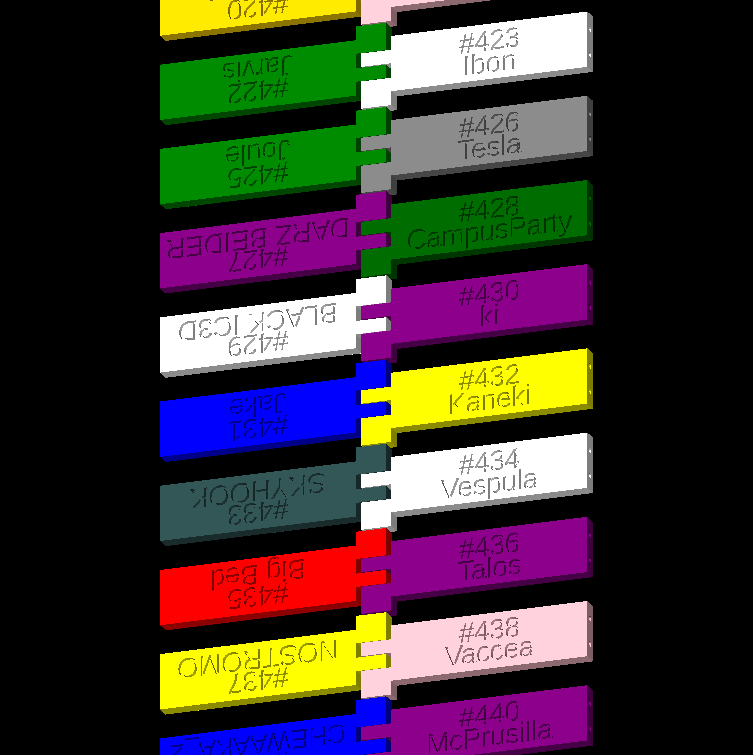 #420
#422
Jarvis
#423
Ibon
#425
Joule
#426
Tesla
#427
DARZ BEIDER
#428
CampusParty
#429
BLACK IC3D
#430
ki
#431
Jake
#432
Kaneki
#433
SKYHOOK
#434
Vespula
#435
Big Bed
#436
Talos
#437
NOSTROMO
#438
Vaccea
#440
McPrusilla